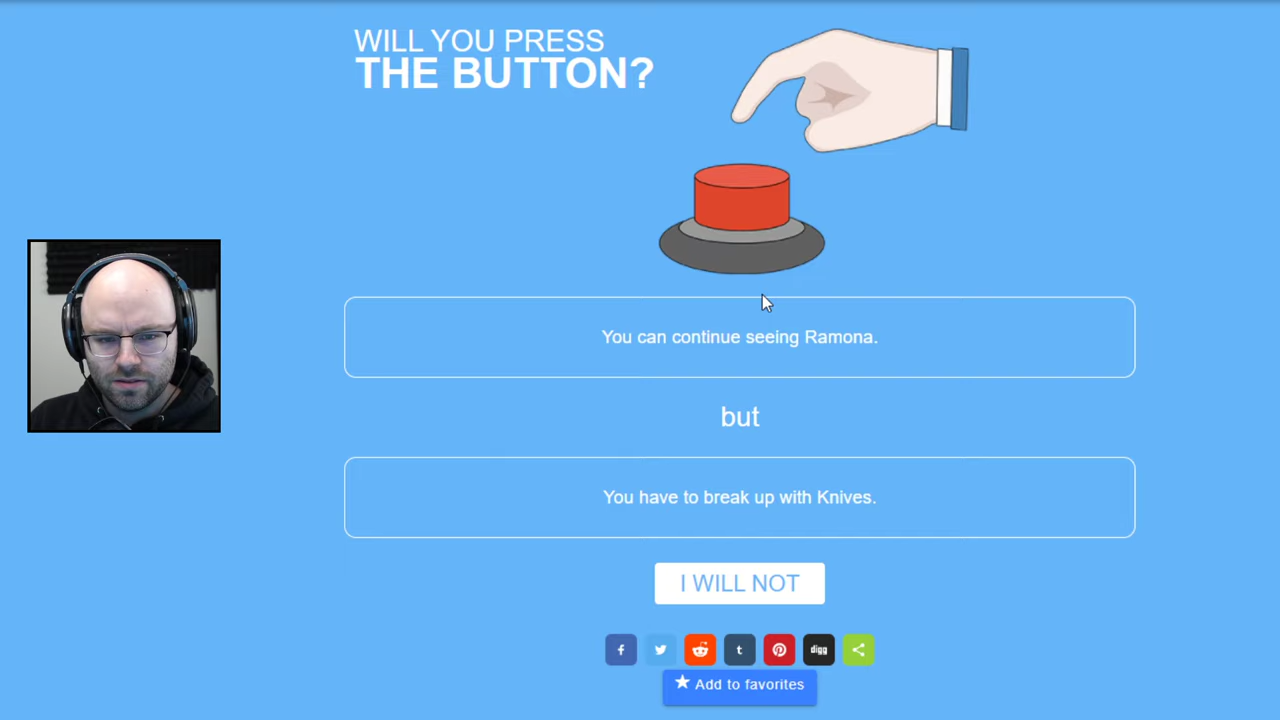 WILL YOU PRESS
THE BUTTON?
You can continue seeing Ramona.
but
You have to break up with Knives.
I WILL NOT
f
t
digg
Add to favorites